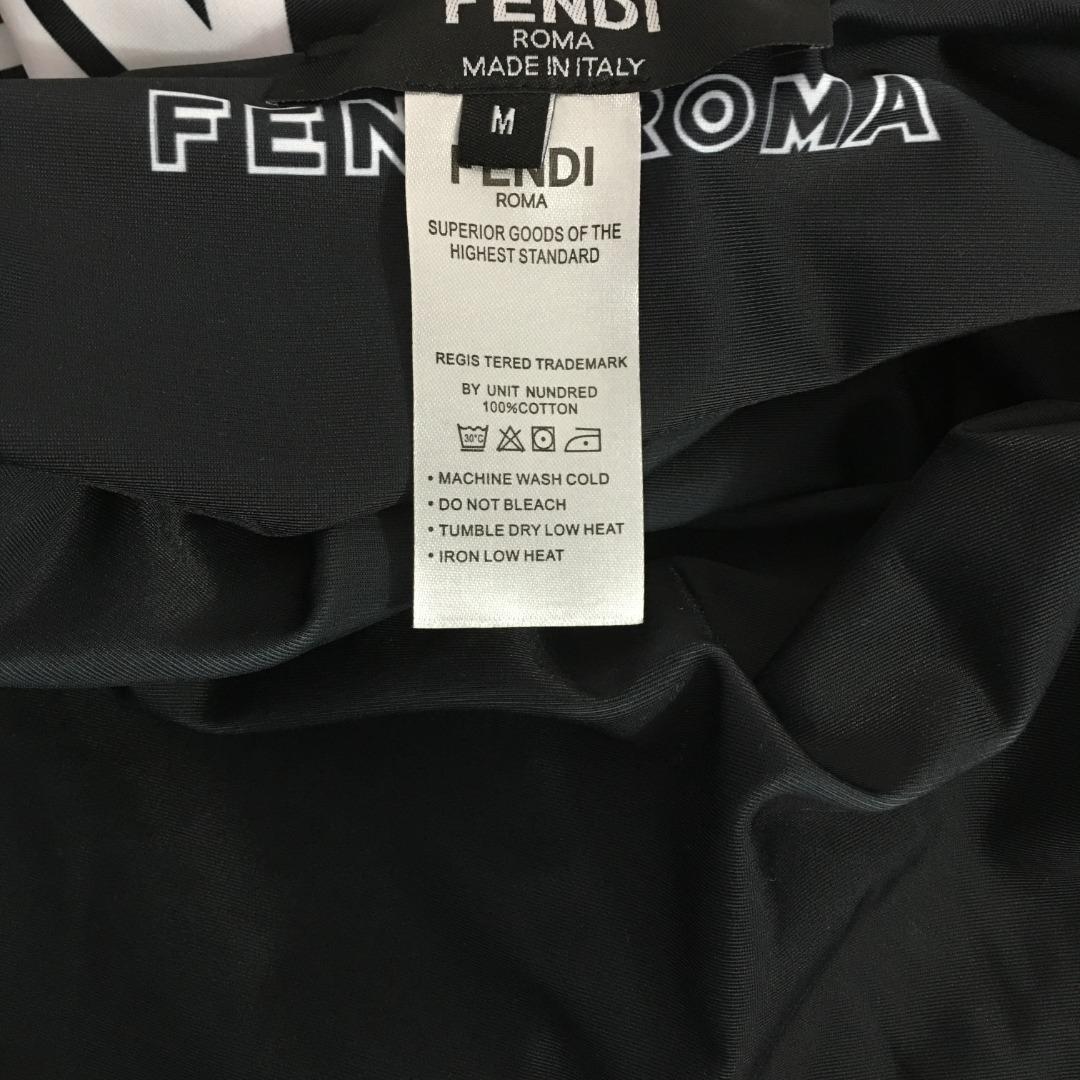 FENDI
ROMA
MADE IN ITALY
FEN ROMA
M
FENDI
ROMA
SUPERIOR GOODS OF THE
HIGHEST STANDARD
REGIS TERED TRADEMARK
BY UNIT NUNDRED
100%COTTON
30°C
• MACHINE WASH COLD
• DO NOT BLEACH
• TUMBLE DRY LOW HEAT
• IRON LOW HEAT